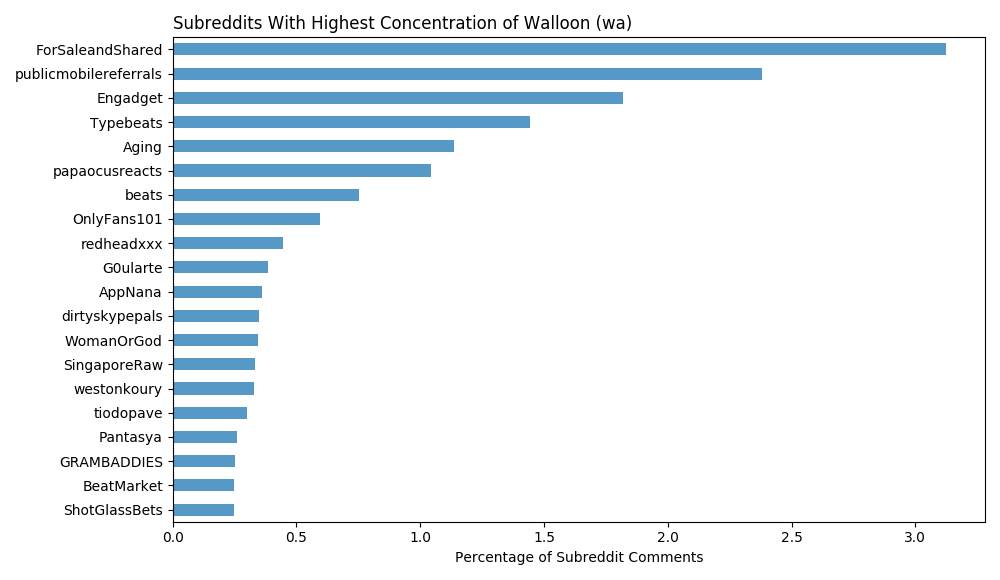 Subreddits With Highest Concentration of Walloon (wa)
ForSaleandShared
publicmobilereferrals
Engadget
Typebeats
Aging
papaocusreacts
beats
OnlyFans101
redheadxxx
G0ularte
AppNana
dirtyskypepals
WomanOrGod
SingaporeRaw
westonkoury
tiodopave
Pantasya
GRAMBADDIES
BeatMarket
ShotGlassBets
0.0 0.5 1.0 1.5 2.0 2.5 3.0
Percentage of Subreddit Comments